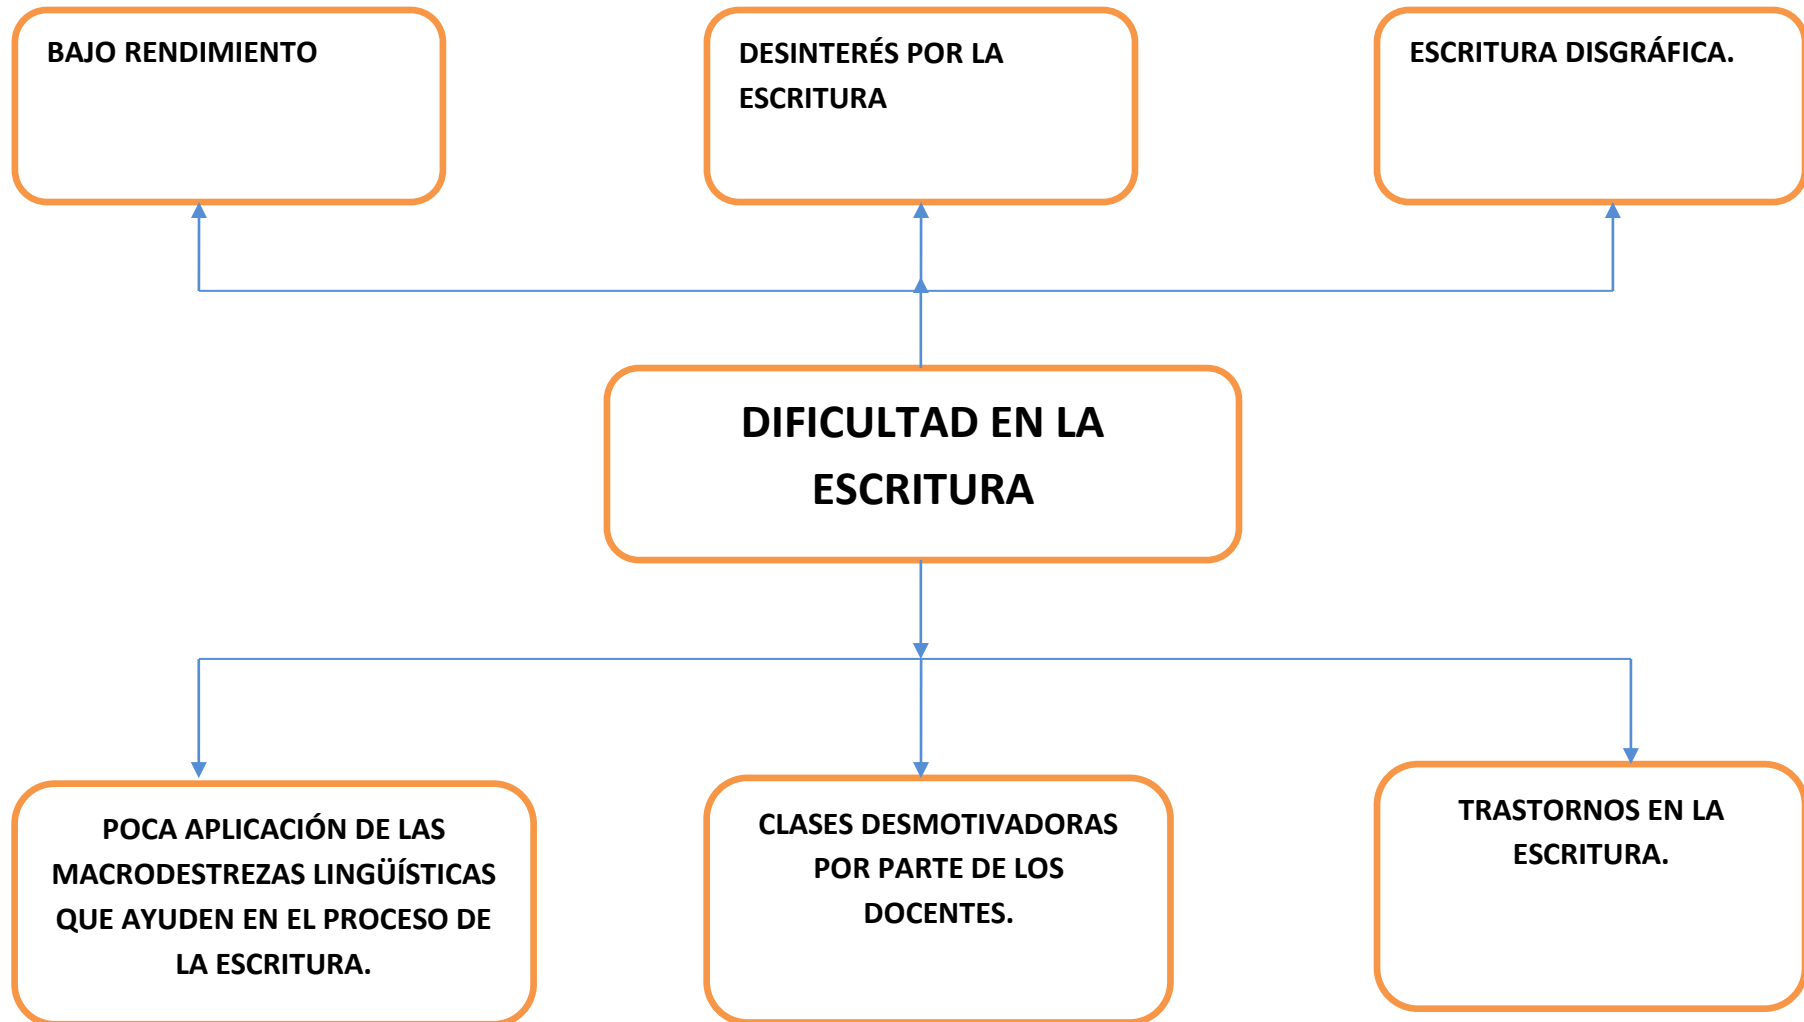 BAJO RENDIMIENTO
DESINTERÉS POR LA
ESCRITURA
ESCRITURA DISGRÁFICA.
DIFICULTAD EN LA
ESCRITURA
POCA APLICACIÓN DE LAS
MACRODESTREZAS LINGÜÍSTICAS
QUE AYUDEN EN EL PROCESO DE
LA ESCRITURA.
CLASES DESMOTIVADORAS
POR PARTE DE LOS
DOCENTES.
TRASTORNOS EN LA
ESCRITURA.